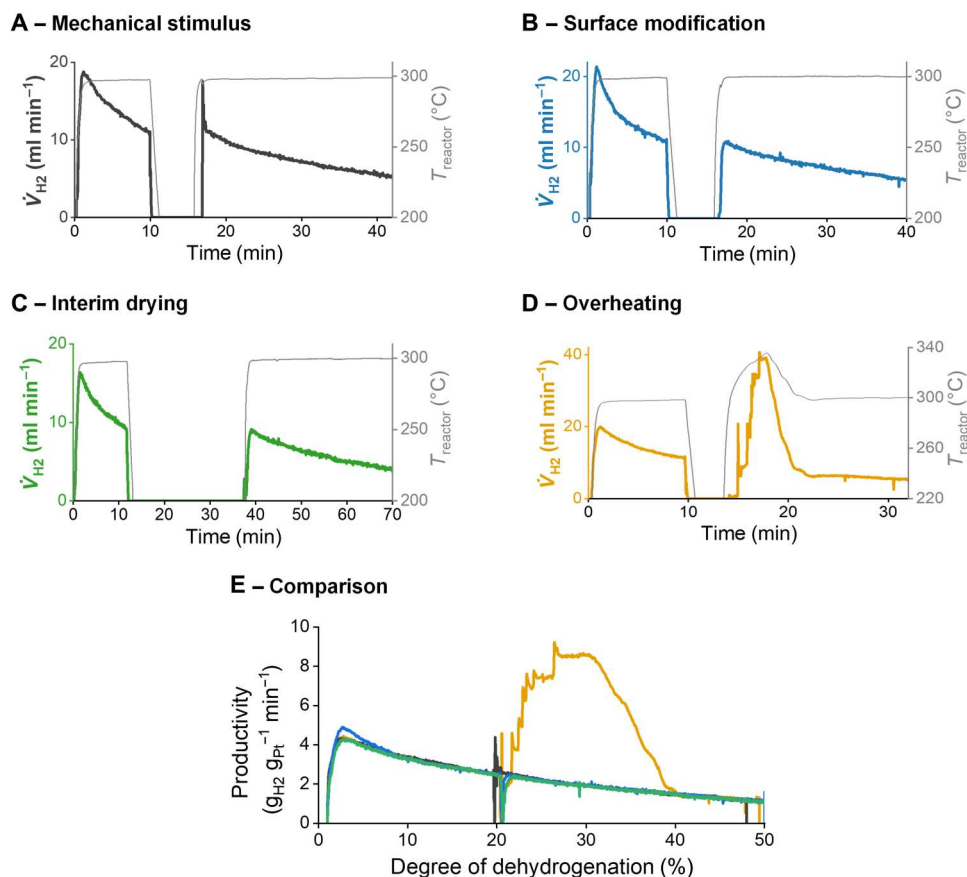 A – Mechanical stimulus
V̇H2 (ml min−1)
20
10
0
300
250
200
Treactor (°C)
0 10 20 30 40
Time (min)
B – Surface modification
V̇H2 (ml min−1)
20
10
0
300
250
200
Treactor (°C)
0 10 20 30 40
Time (min)
C – Interim drying
V̇H2 (ml min−1)
20
10
0
300
250
200
Treactor (°C)
0 10 20 30 40 50 60 70
Time (min)
D – Overheating
V̇H2 (ml min−1)
40
20
0
340
300
260
220
Treactor (°C)
0 10 20 30
Time (min)
E – Comparison
Productivity
(gH2 gPt−1 min−1)
10
8
6
4
2
0
0 10 20 30 40 50
Degree of dehydrogenation (%)